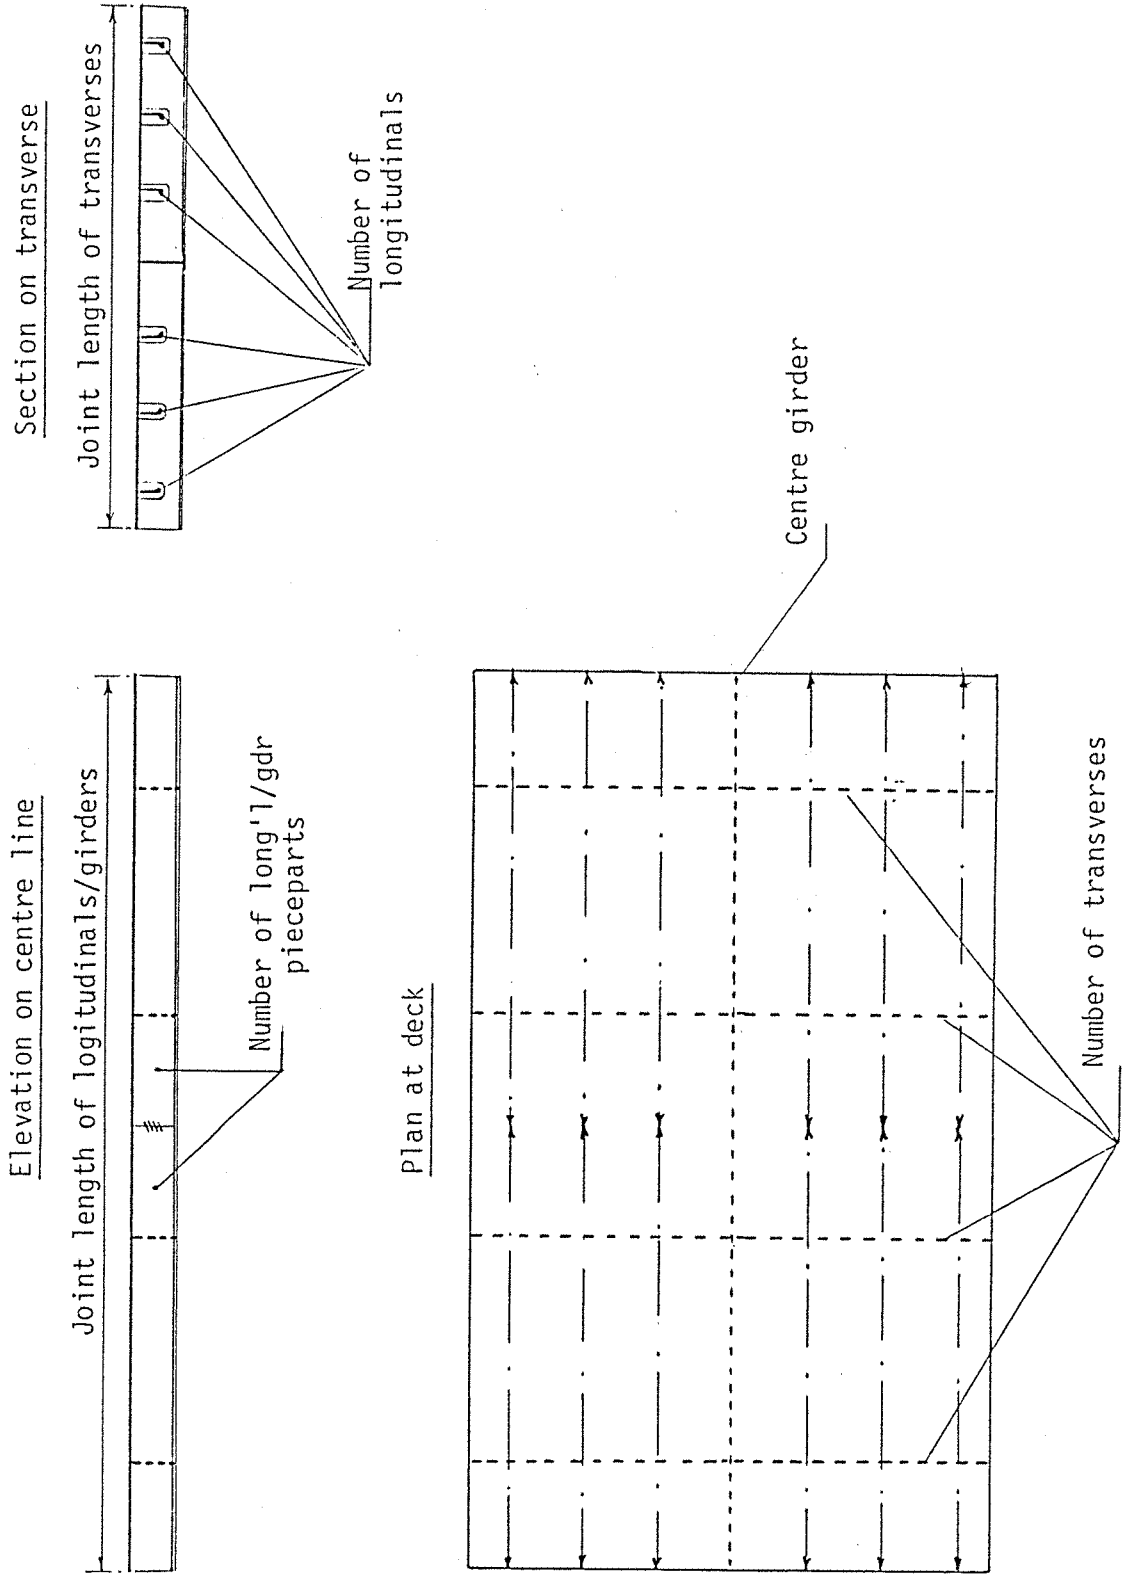 Elevation on centre line
Joint length of logitudinals/girders
Number of long'l/gdr
pieceparts
Section on transverse
Joint length of transverses
Number of
longitudinals
Plan at deck
Centre girder
Number of transverses